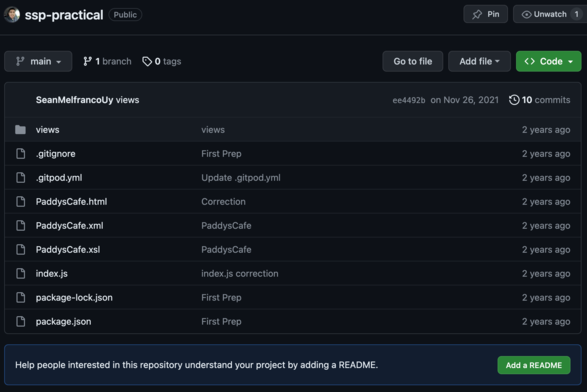 ssp-practical Public Pin Unwatch 1
main 1 branch 0 tags Go to file Add file Code
SeanMelfrancoUy views ee4492b on Nov 26, 2021 10 commits
views views 2 years ago
.gitignore First Prep 2 years ago
.gitpod.yml Update .gitpod.yml 2 years ago
PaddysCafe.html Correction 2 years ago
PaddysCafe.xml PaddysCafe 2 years ago
PaddysCafe.xsl PaddysCafe 2 years ago
index.js index.js correction 2 years ago
package-lock.json First Prep 2 years ago
package.json First Prep 2 years ago
Help people interested in this repository understand your project by adding a README. Add a README